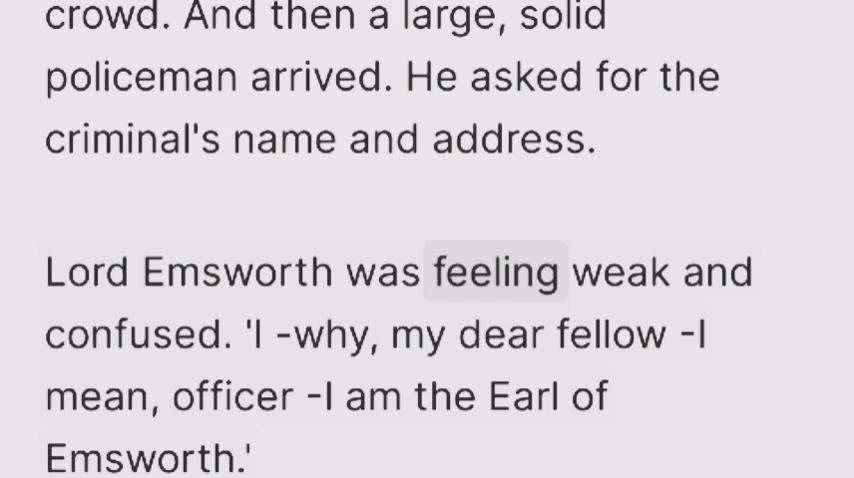 crowd. And then a large, solid
policeman arrived. He asked for the
criminal's name and address.
Lord Emsworth was feeling weak and
confused. 'I -why, my dear fellow -I
mean, officer -I am the Earl of
Emsworth.'